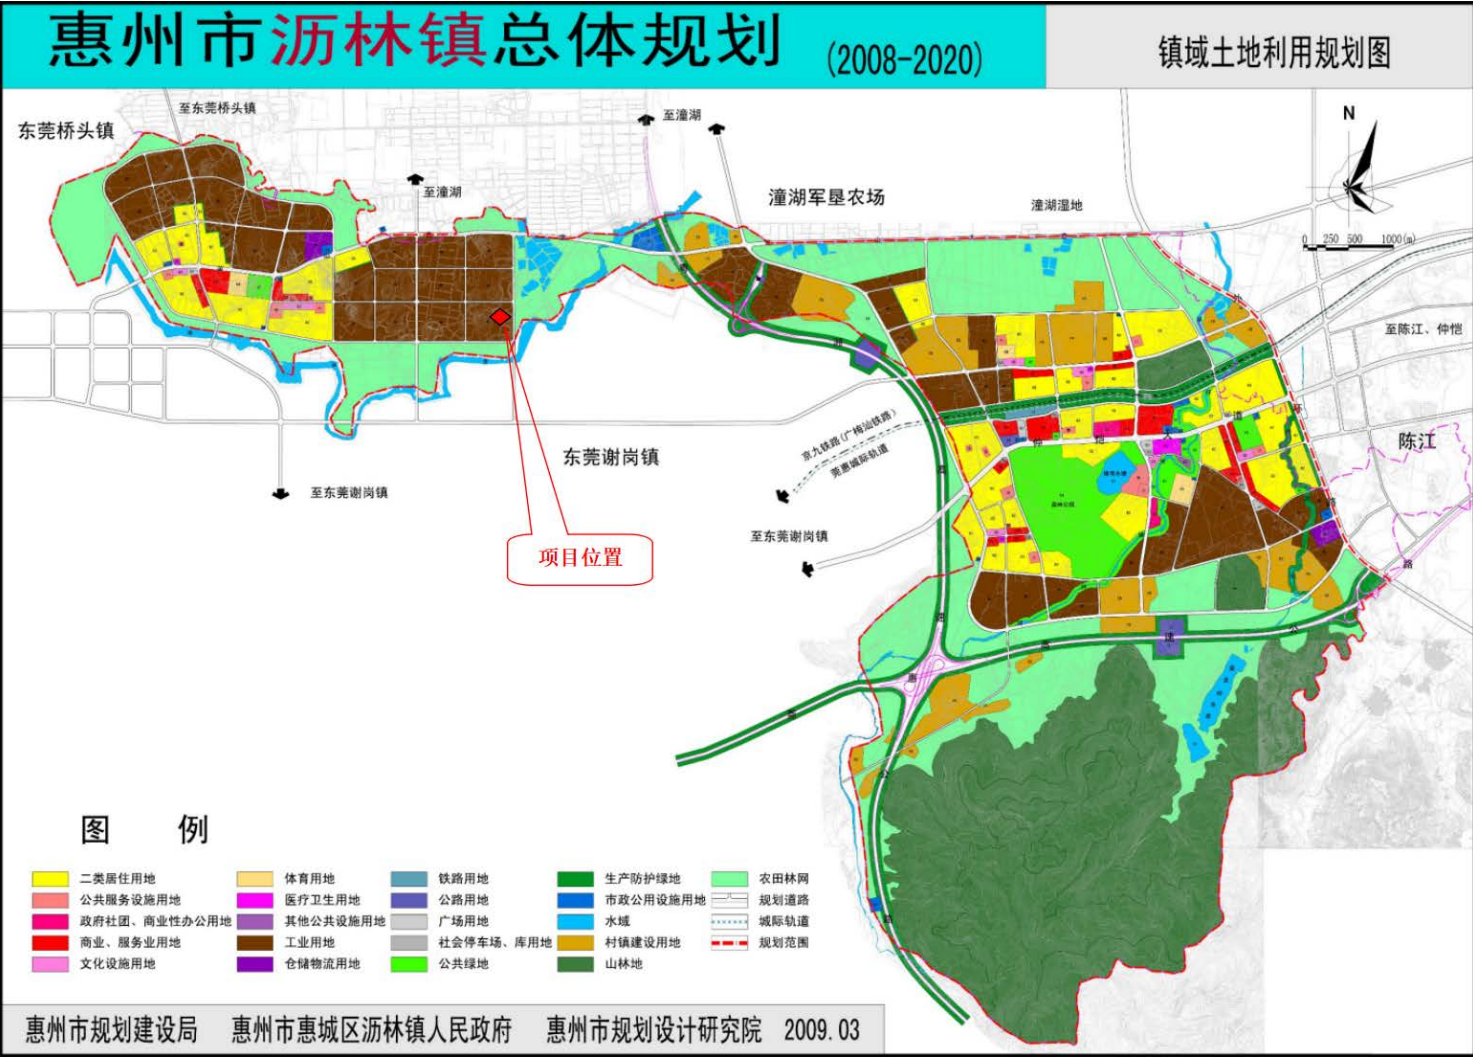 惠州市沥林镇总体规划 (2008-2020)
镇域土地利用规划图
至东莞桥头镇
东莞桥头镇
至潼湖
至潼湖
潼湖军垦农场
潼湖湿地
N
0 250 500 1000(m)
至陈江、仲恺
陈江
京九铁路(广梅汕铁路)
莞惠城际轨道
东莞谢岗镇
至东莞谢岗镇
至东莞谢岗镇
项目位置
仲 恺 大 道
图 例
二类居住用地
公共服务设施用地
政府社团、商业性办公用地
商业、服务业用地
文化设施用地
体育用地
医疗卫生用地
其他公共设施用地
工业用地
仓储物流用地
铁路用地
公路用地
广场用地
社会停车场、库用地
公共绿地
生产防护绿地
市政公用设施用地
水域
村镇建设用地
山林地
农田林网
规划道路
城际轨道
规划范围
惠州市规划建设局 惠州市惠城区沥林镇人民政府 惠州市规划设计研究院 2009.03